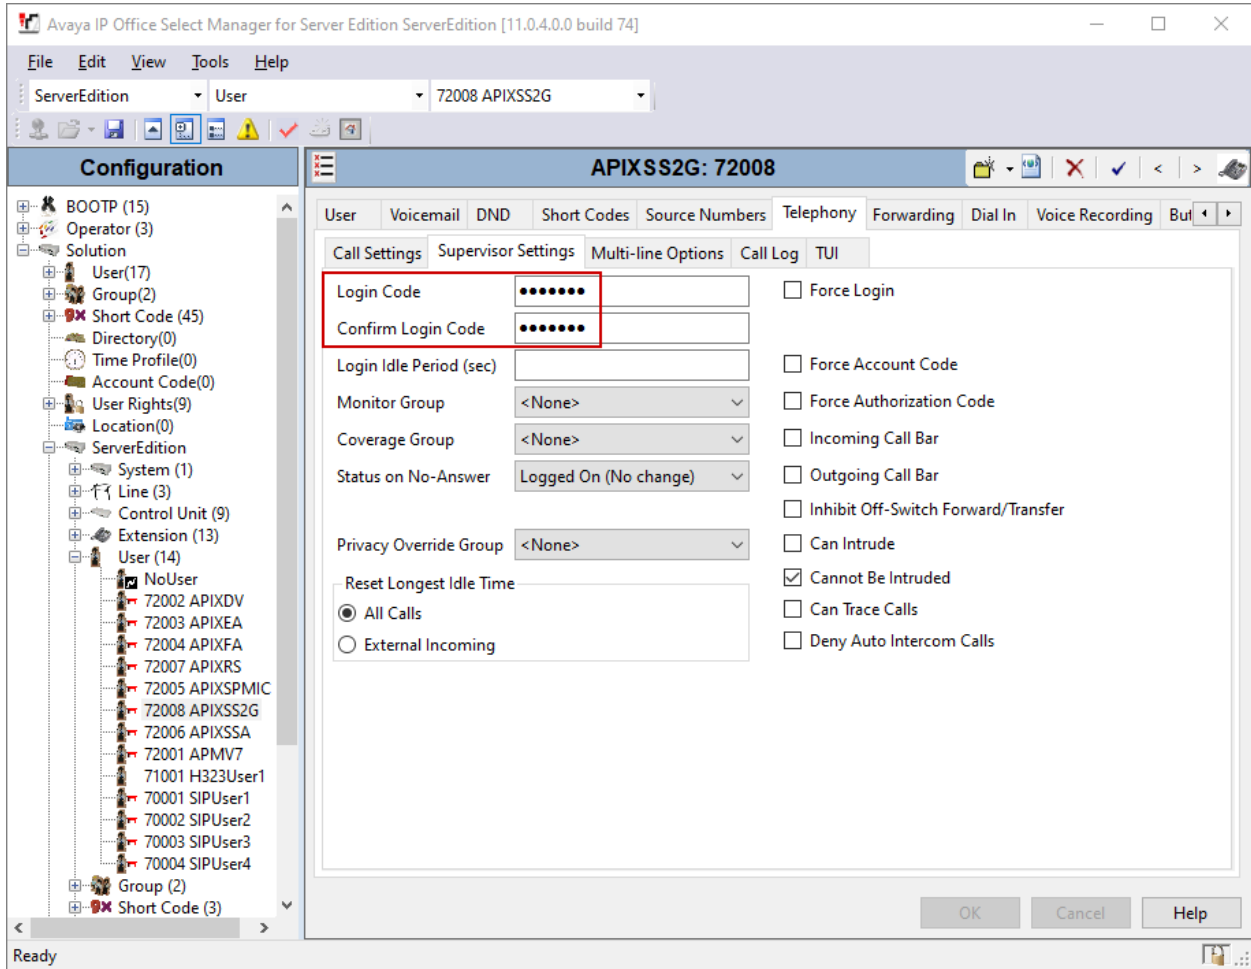 Avaya IP Office Select Manager for Server Edition ServerEdition [11.0.4.0.0 build 74]
File Edit View Tools Help
ServerEdition User 72008 APIXSS2G
Configuration
BOOTP (15)
Operator (3)
Solution
User(17)
Group(2)
Short Code (45)
Directory(0)
Time Profile(0)
Account Code(0)
User Rights(9)
Location(0)
ServerEdition
System (1)
Line (3)
Control Unit (9)
Extension (13)
User (14)
NoUser
72002 APIXDV
72003 APIXEA
72004 APIXFA
72007 APIXRS
72005 APIXSPMIC
72008 APIXSS2G
72006 APIXSSA
72001 APMV7
71001 H323User1
70001 SIPUser1
70002 SIPUser2
70003 SIPUser3
70004 SIPUser4
Group (2)
Short Code (3)
APIXSS2G: 72008
User Voicemail DND Short Codes Source Numbers Telephony Forwarding Dial In Voice Recording But
Call Settings Supervisor Settings Multi-line Options Call Log TUI
Login Code ●●●●●●● Force Login
Confirm Login Code ●●●●●●●
Login Idle Period (sec) Force Account Code
Monitor Group <None> Force Authorization Code
Coverage Group <None> Incoming Call Bar
Status on No-Answer Logged On (No change) Outgoing Call Bar
Inhibit Off-Switch Forward/Transfer
Privacy Override Group <None> Can Intrude
Reset Longest Idle Time Cannot Be Intruded
All Calls Can Trace Calls
External Incoming Deny Auto Intercom Calls
OK Cancel Help
Ready